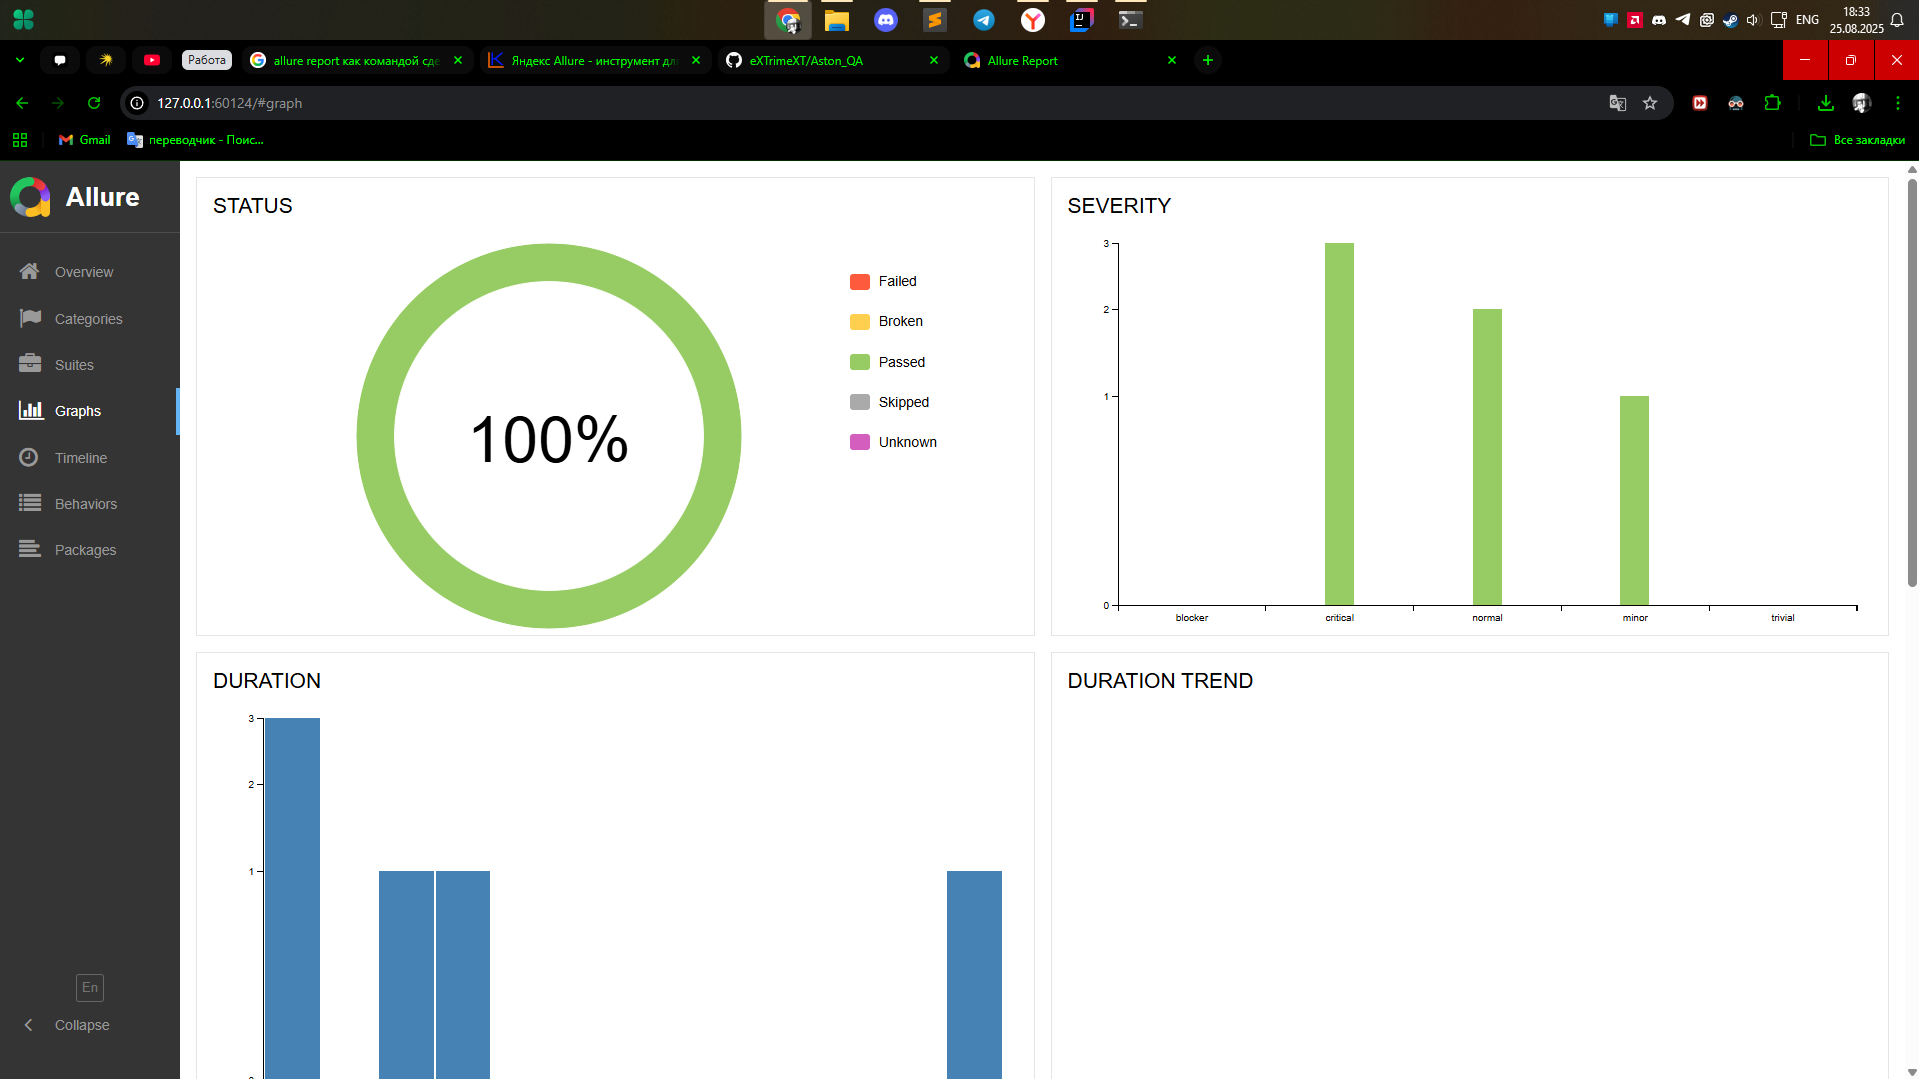 ENG
18:33
25.08.2025
Работа
allure report как командой сде
Яндекс Allure - инструмент дл
eXTrimeXT/Aston_QA
Allure Report
127.0.0.1:60124/#graph
Gmail
переводчик - Поис...
Все закладки
Allure
Overview
Categories
Suites
Graphs
Timeline
Behaviors
Packages
En
Collapse
STATUS
100%
Failed
Broken
Passed
Skipped
Unknown
SEVERITY
3
2
1
0
blocker
critical
normal
minor
trivial
DURATION
3
2
1
DURATION TREND